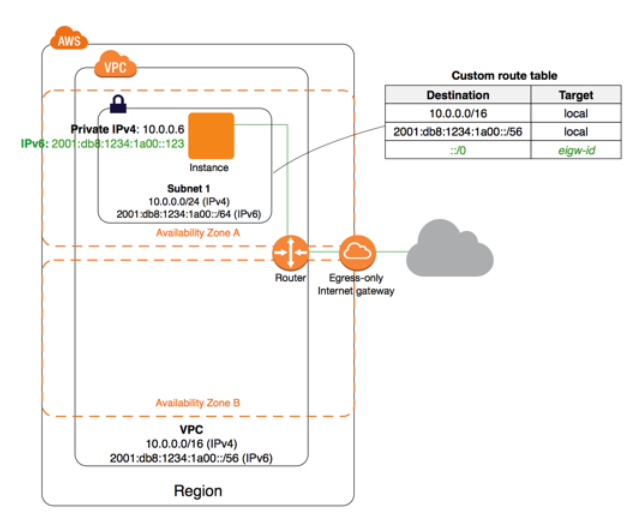 AWS
VPC
Custom route table
Destination Target
10.0.0.0/16 local
2001:db8:1234:1a00::/56 local
::/0 eigw-id
Private IPv4: 10.0.0.6
IPv6: 2001:db8:1234:1a00::123
Instance
Subnet 1
10.0.0.0/24 (IPv4)
2001:db8:1234:1a00::/64 (IPv6)
Availability Zone A
Router
Egress-only
Internet gateway
Availability Zone B
VPC
10.0.0.0/16 (IPv4)
2001:db8:1234:1a00::/56 (IPv6)
Region